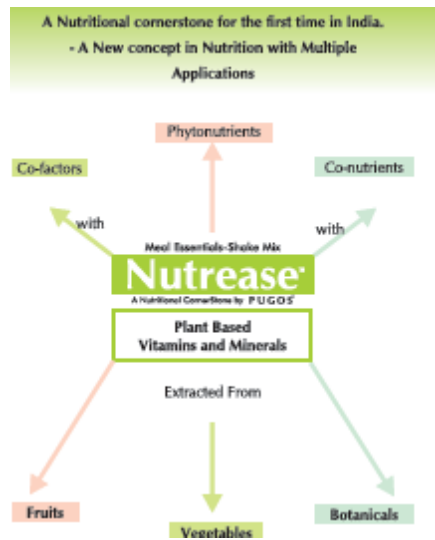 A Nutritional cornerstone for the first time in India.
- A New concept in Nutrition with Multiple
Applications
Phytonutrients
Co-factors
Co-nutrients
with
with
Meal Essentials-Shake Mix
Nutrease
A Nutritional CornerStone by PUGOS
Plant Based
Vitamins and Minerals
Extracted From
Fruits
Botanicals
Vegetables